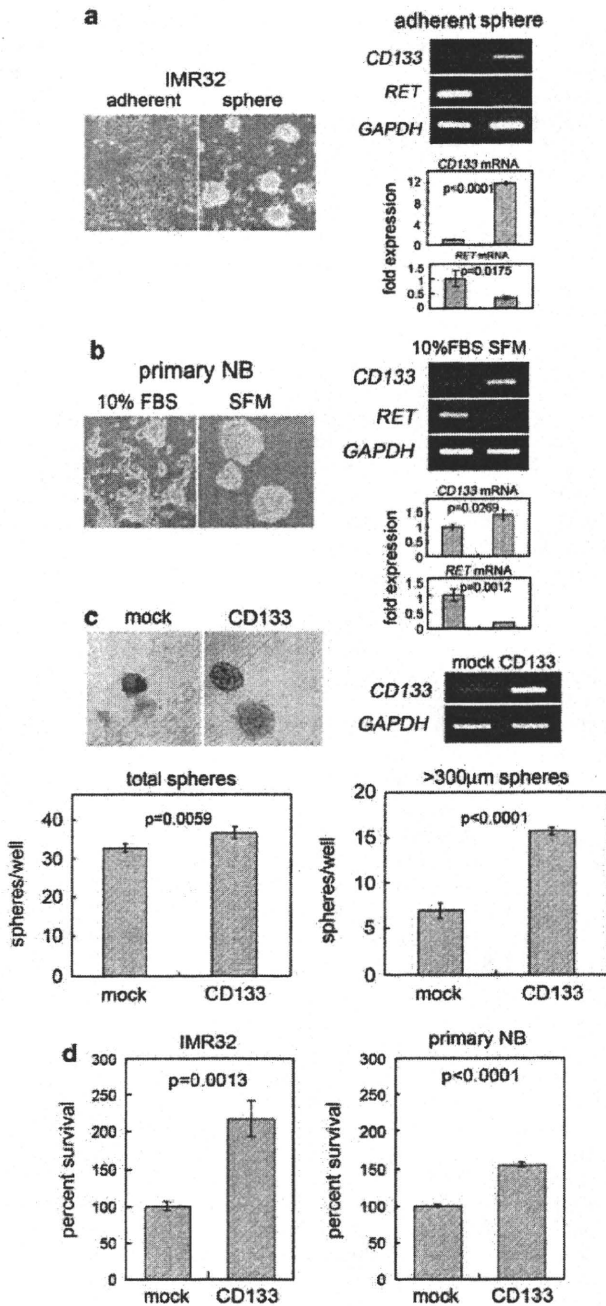 a
IMR32
adherent sphere
adherent sphere
CD133
RET
GAPDH
CD133 mRNA
p<0.0001
12
8
4
0
fold expression
RET mRNA
p=0.0175
1.5
1
0.5
0
b
primary NB
10% FBS SFM
10%FBS SFM
CD133
RET
GAPDH
CD133 mRNA
p=0.0269
1.5
1
0.5
0
fold expression
RET mRNA
p=0.0012
1.5
1
0.5
0
c
mock CD133
mock CD133
CD133
GAPDH
total spheres
p=0.0059
40
30
20
10
0
spheres/well
mock CD133
>300μm spheres
p<0.0001
20
15
10
5
0
spheres/well
mock CD133
d
IMR32
p=0.0013
300
250
200
150
100
50
0
percent survival
mock CD133
primary NB
p<0.0001
300
250
200
150
100
50
0
percent survival
mock CD133